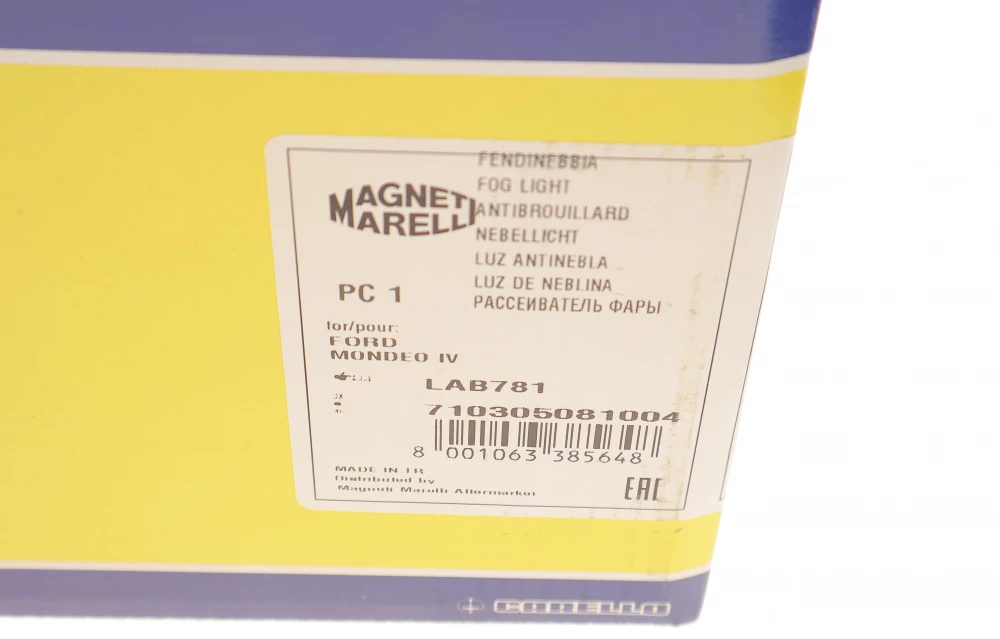 MAGNETI
MARELLI
FENDINEBBIA
FOG LIGHT
ANTIBROUILLARD
NEBELLICHT
LUZ ANTINEBLA
LUZ DE NEBLINA
РАССЕИВАТЕЛЬ ФАРЫ
PC 1
for/pour:
FORD
MONDEO IV
LAB781
710305081004
8 001063 385648
MADE IN TR
Distributed by
Magneti Marelli Aftermarket
EAC
CARELLO